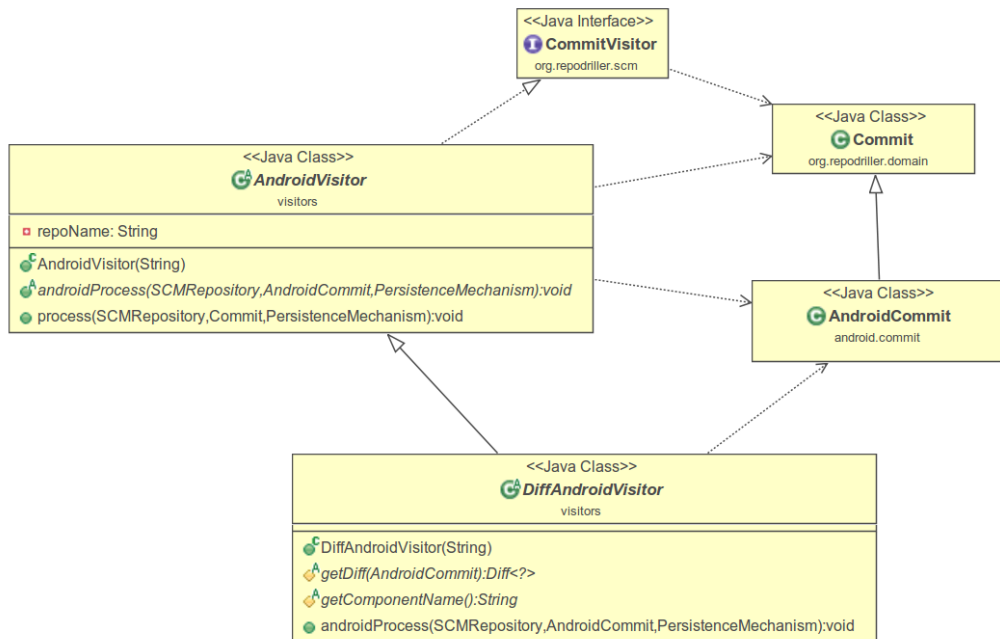 <<Java Interface>>
CommitVisitor
org.repodriller.scm
<<Java Class>>
Commit
org.repodriller.domain
<<Java Class>>
AndroidVisitor
visitors
repoName: String
AndroidVisitor(String)
androidProcess(SCMRepository,AndroidCommit,PersistenceMechanism):void
process(SCMRepository,Commit,PersistenceMechanism):void
<<Java Class>>
AndroidCommit
android.commit
<<Java Class>>
DiffAndroidVisitor
visitors
DiffAndroidVisitor(String)
getDiff(AndroidCommit):Diff<?>
getComponentName():String
androidProcess(SCMRepository,AndroidCommit,PersistenceMechanism):void